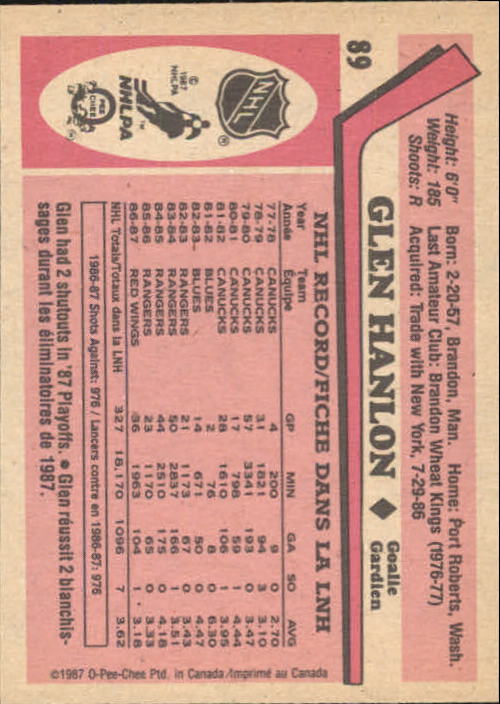 89
Height: 6'0" Born: 2-20-57, Brandon, Man. Home: Port Roberts, Wash.
Weight: 185 Last Amateur Club: Brandon Wheat Kings (1976-77)
Shoots: R Acquired: Trade with New York, 7-29-86
GLEN HANLON ◆ Goalie
Gardien
NHL
© 1987 NHLPA
NHLPA
TM
O PEE CHEE
NHL RECORD/FICHE DANS LA LNH
Year Team
Année Équipe GP MIN GA SO AVG
77-78 CANUCKS 4 200 9 0 2.70
78-79 CANUCKS 31 1821 94 3 3.10
79-80 CANUCKS 57 3341 193 0 3.47
80-81 CANUCKS 17 798 59 1 4.44
81-82 CANUCKS 28 1610 106 1 3.95
81-82 BLUES 2 76 8 0 6.30
82-83– BLUES 14 671 50 0 4.47
82-83 RANGERS 21 1173 67 0 3.43
83-84 RANGERS 50 2837 166 1 3.51
84-85 RANGERS 44 2510 175 0 4.18
85-86 RANGERS 23 1170 65 0 3.33
86-87 RED WINGS 36 1963 104 1 3.18
NHL Totals/Totaux dans la LNH 327 18,170 1096 7 3.62
1986-87 Shots Against: 976 / Lancers contre en 1986-87: 976
Glen had 2 shutouts in '87 Playoffs. ● Glen réussit 2 blanchis-
sages durant les éliminatoires de 1987.
©1987 O-Pee-Chee Ptd. in Canada/Imprimé au Canada